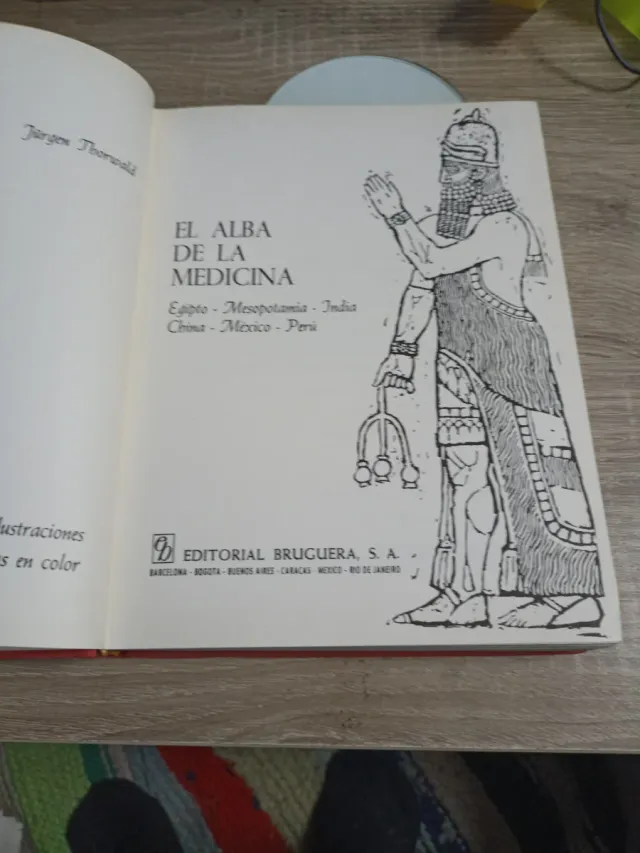 Jürgen Thorwald
lustraciones
s en color
EL ALBA
DE LA
MEDICINA
Egipto - Mesopotamia - India
China - México - Perú
EDITORIAL BRUGUERA, S. A.
BARCELONA - BOGOTA - BUENOS AIRES - CARACAS - MEXICO - RIO DE JANEIRO